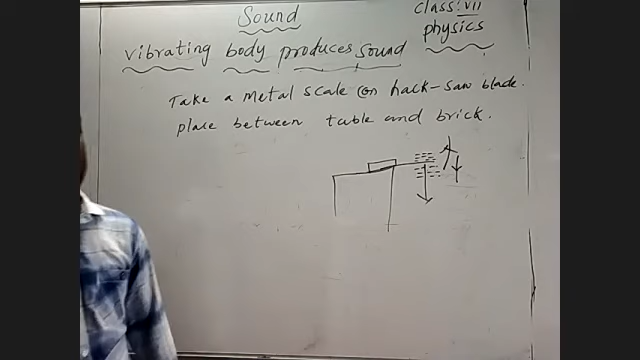 Sound
class: VII
physics
vibrating body produces sound
Take a metal scale (on hack-saw blade.
place between table and brick.